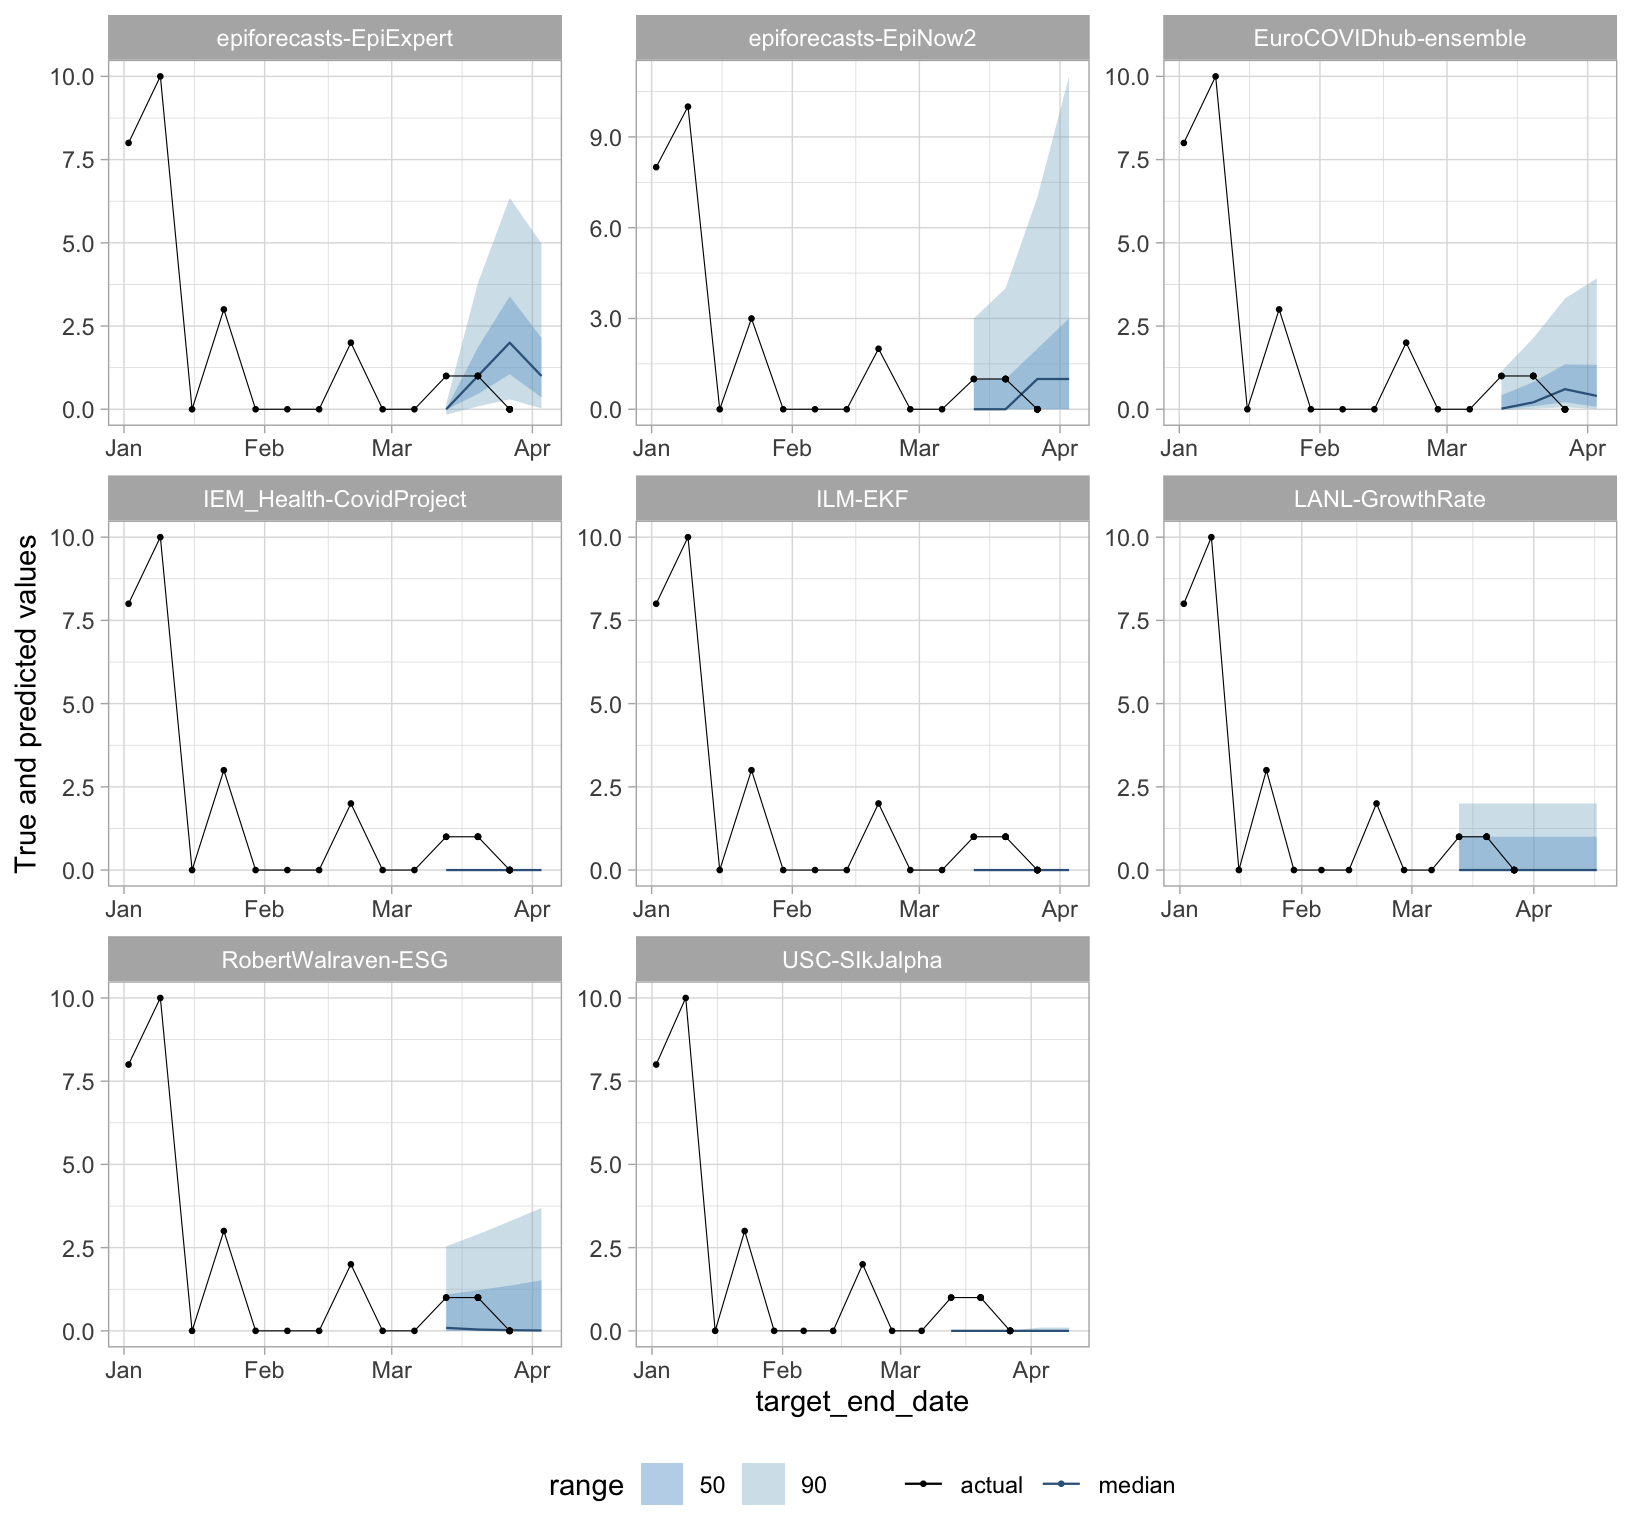 epiforecasts-EpiExpert epiforecasts-EpiNow2 EuroCOVIDhub-ensemble
10.0 7.5 5.0 2.5 0.0
9.0 6.0 3.0 0.0
10.0 7.5 5.0 2.5 0.0
Jan Feb Mar Apr Jan Feb Mar Apr Jan Feb Mar Apr
IEM_Health-CovidProject ILM-EKF LANL-GrowthRate
10.0 7.5 5.0 2.5 0.0
10.0 7.5 5.0 2.5 0.0
10.0 7.5 5.0 2.5 0.0
Jan Feb Mar Apr Jan Feb Mar Apr Jan Feb Mar Apr
True and predicted values
RobertWalraven-ESG USC-SIkJalpha
10.0 7.5 5.0 2.5 0.0
10.0 7.5 5.0 2.5 0.0
Jan Feb Mar Apr Jan Feb Mar Apr
target_end_date
range 50 90 actual median